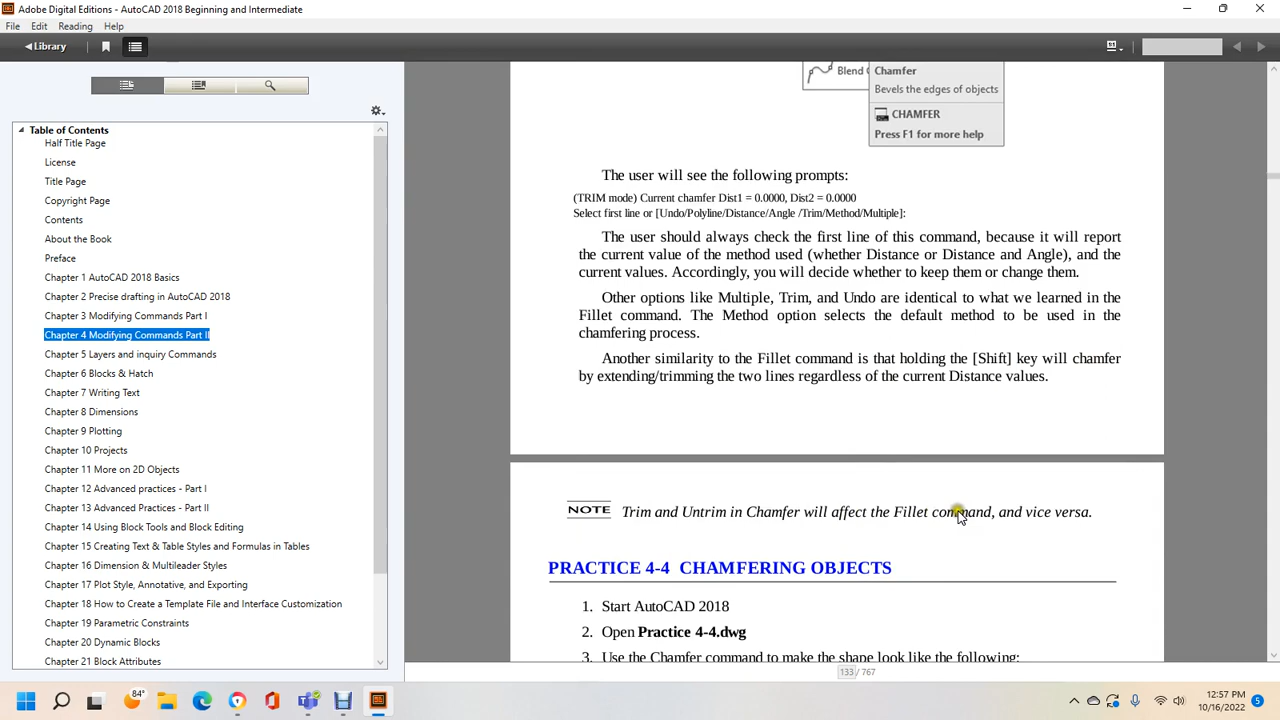 Adobe Digital Editions - AutoCAD 2018 Beginning and Intermediate
File Edit Reading Help
Library
Table of Contents
Half Title Page
License
Title Page
Copyright Page
Contents
About the Book
Preface
Chapter 1 AutoCAD 2018 Basics
Chapter 2 Precise drafting in AutoCAD 2018
Chapter 3 Modifying Commands Part I
Chapter 4 Modifying Commands Part II
Chapter 5 Layers and inquiry Commands
Chapter 6 Blocks & Hatch
Chapter 7 Writing Text
Chapter 8 Dimensions
Chapter 9 Plotting
Chapter 10 Projects
Chapter 11 More on 2D Objects
Chapter 12 Advanced practices - Part I
Chapter 13 Advanced Practices - Part II
Chapter 14 Using Block Tools and Block Editing
Chapter 15 Creating Text & Table Styles and Formulas in Tables
Chapter 16 Dimension & Multileader Styles
Chapter 17 Plot Style, Annotative, and Exporting
Chapter 18 How to Create a Template File and Interface Customization
Chapter 19 Parametric Constraints
Chapter 20 Dynamic Blocks
Chapter 21 Block Attributes
Blend
Chamfer
Bevels the edges of objects
CHAMFER
Press F1 for more help
The user will see the following prompts:
(TRIM mode) Current chamfer Dist1 = 0.0000, Dist2 = 0.0000
Select first line or [Undo/Polyline/Distance/Angle /Trim/Method/Multiple]:
The user should always check the first line of this command, because it will report
the current value of the method used (whether Distance or Distance and Angle), and the
current values. Accordingly, you will decide whether to keep them or change them.
Other options like Multiple, Trim, and Undo are identical to what we learned in the
Fillet command. The Method option selects the default method to be used in the
chamfering process.
Another similarity to the Fillet command is that holding the [Shift] key will chamfer
by extending/trimming the two lines regardless of the current Distance values.
NOTE Trim and Untrim in Chamfer will affect the Fillet command, and vice versa.
PRACTICE 4-4 CHAMFERING OBJECTS
1. Start AutoCAD 2018
2. Open Practice 4-4.dwg
3. Use the Chamfer command to make the shape look like the following:
133 / 767
84°
12:57 PM
10/16/2022
5